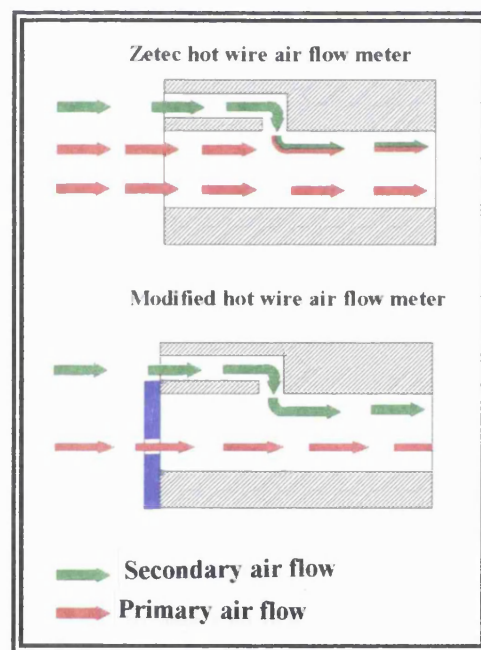 Zetec hot wire air flow meter
Modified hot wire air flow meter
Secondary air flow
Primary air flow